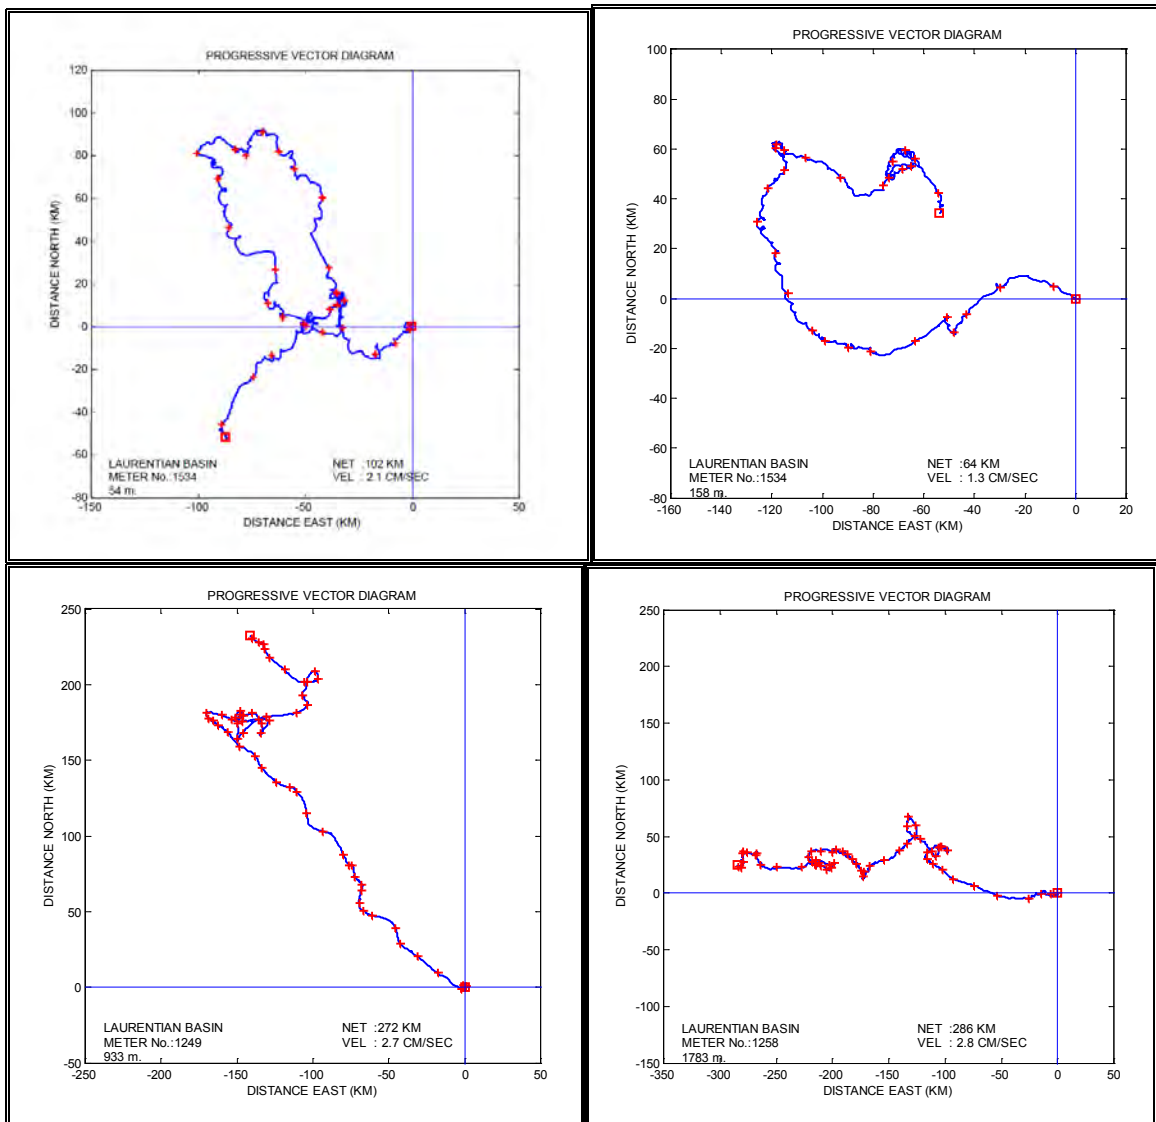 PROGRESSIVE VECTOR DIAGRAM
120
100
80
60
40
20
0
-20
-40
-60
-80
DISTANCE NORTH (KM)
LAURENTIAN BASIN NET :102 KM
METER No.:1534 VEL : 2.1 CM/SEC
54 m.
-150 -100 -50 0 50
DISTANCE EAST (KM)
PROGRESSIVE VECTOR DIAGRAM
100
80
60
40
20
0
-20
-40
-60
-80
DISTANCE NORTH (KM)
LAURENTIAN BASIN NET :64 KM
METER No.:1534 VEL : 1.3 CM/SEC
158 m.
-160 -140 -120 -100 -80 -60 -40 -20 0 20
DISTANCE EAST (KM)
PROGRESSIVE VECTOR DIAGRAM
250
200
150
100
50
0
-50
DISTANCE NORTH (KM)
LAURENTIAN BASIN NET :272 KM
METER No.:1249 VEL : 2.7 CM/SEC
933 m.
-250 -200 -150 -100 -50 0 50
DISTANCE EAST (KM)
PROGRESSIVE VECTOR DIAGRAM
250
200
150
100
50
0
-50
-100
-150
DISTANCE NORTH (KM)
LAURENTIAN BASIN NET :286 KM
METER No.:1258 VEL : 2.8 CM/SEC
1783 m.
-350 -300 -250 -200 -150 -100 -50 0 50
DISTANCE EAST (KM)